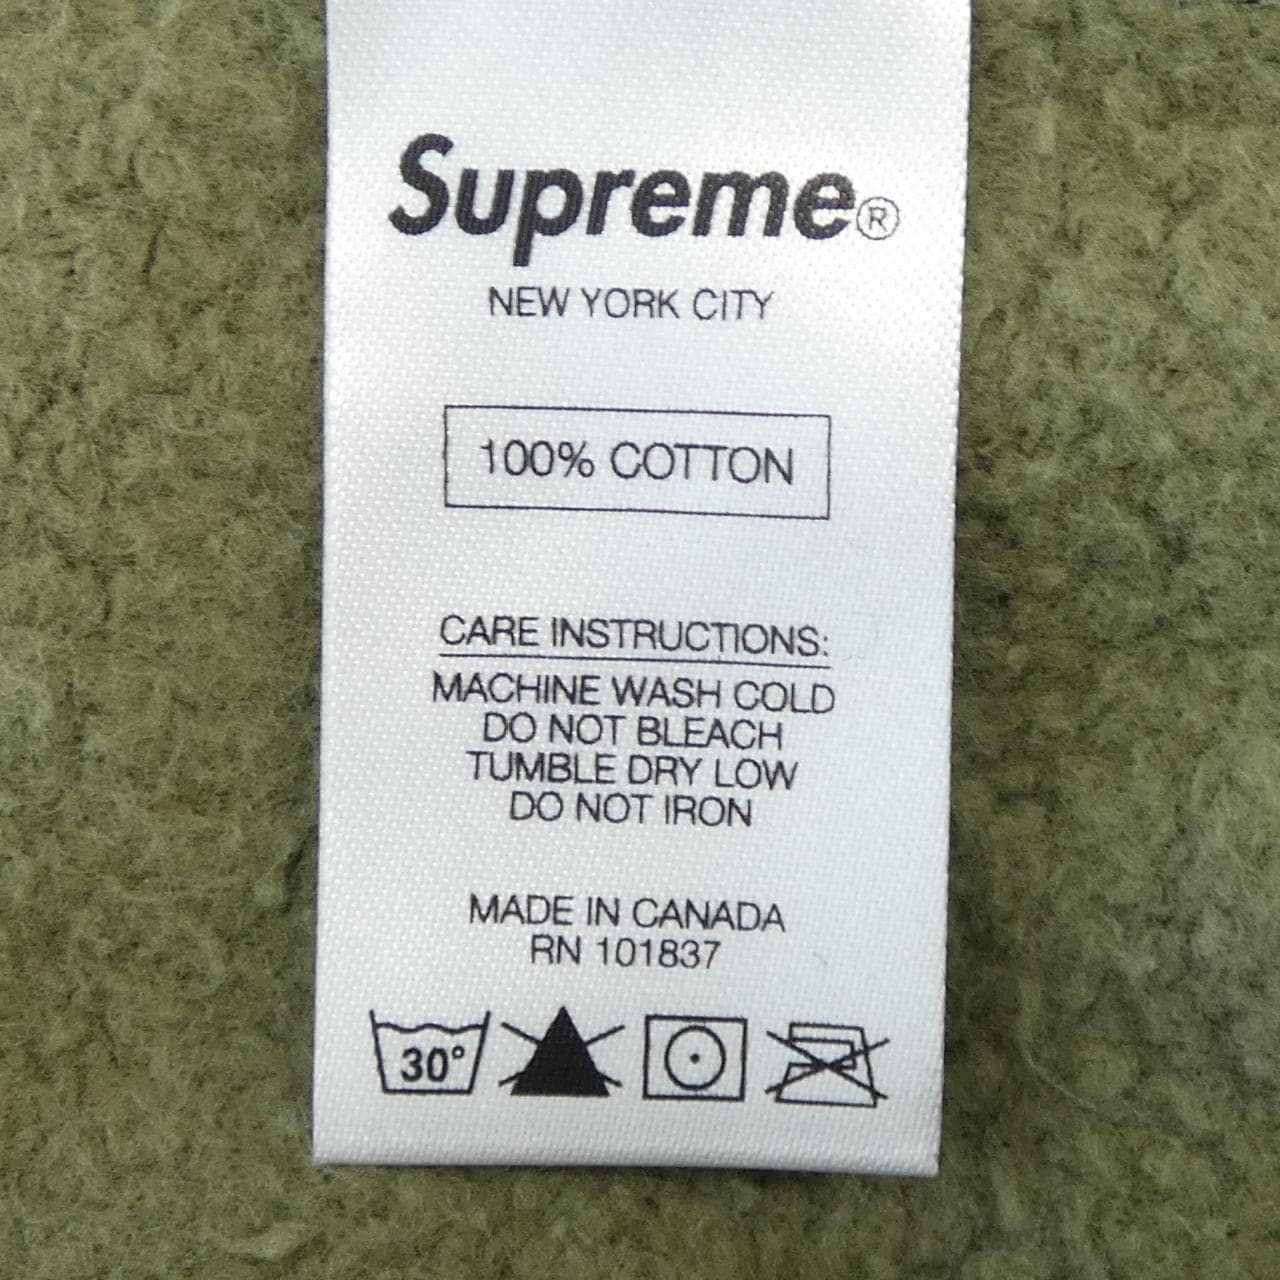 Supreme®
NEW YORK CITY
100% COTTON
CARE INSTRUCTIONS:
MACHINE WASH COLD
DO NOT BLEACH
TUMBLE DRY LOW
DO NOT IRON
MADE IN CANADA
RN 101837
30°